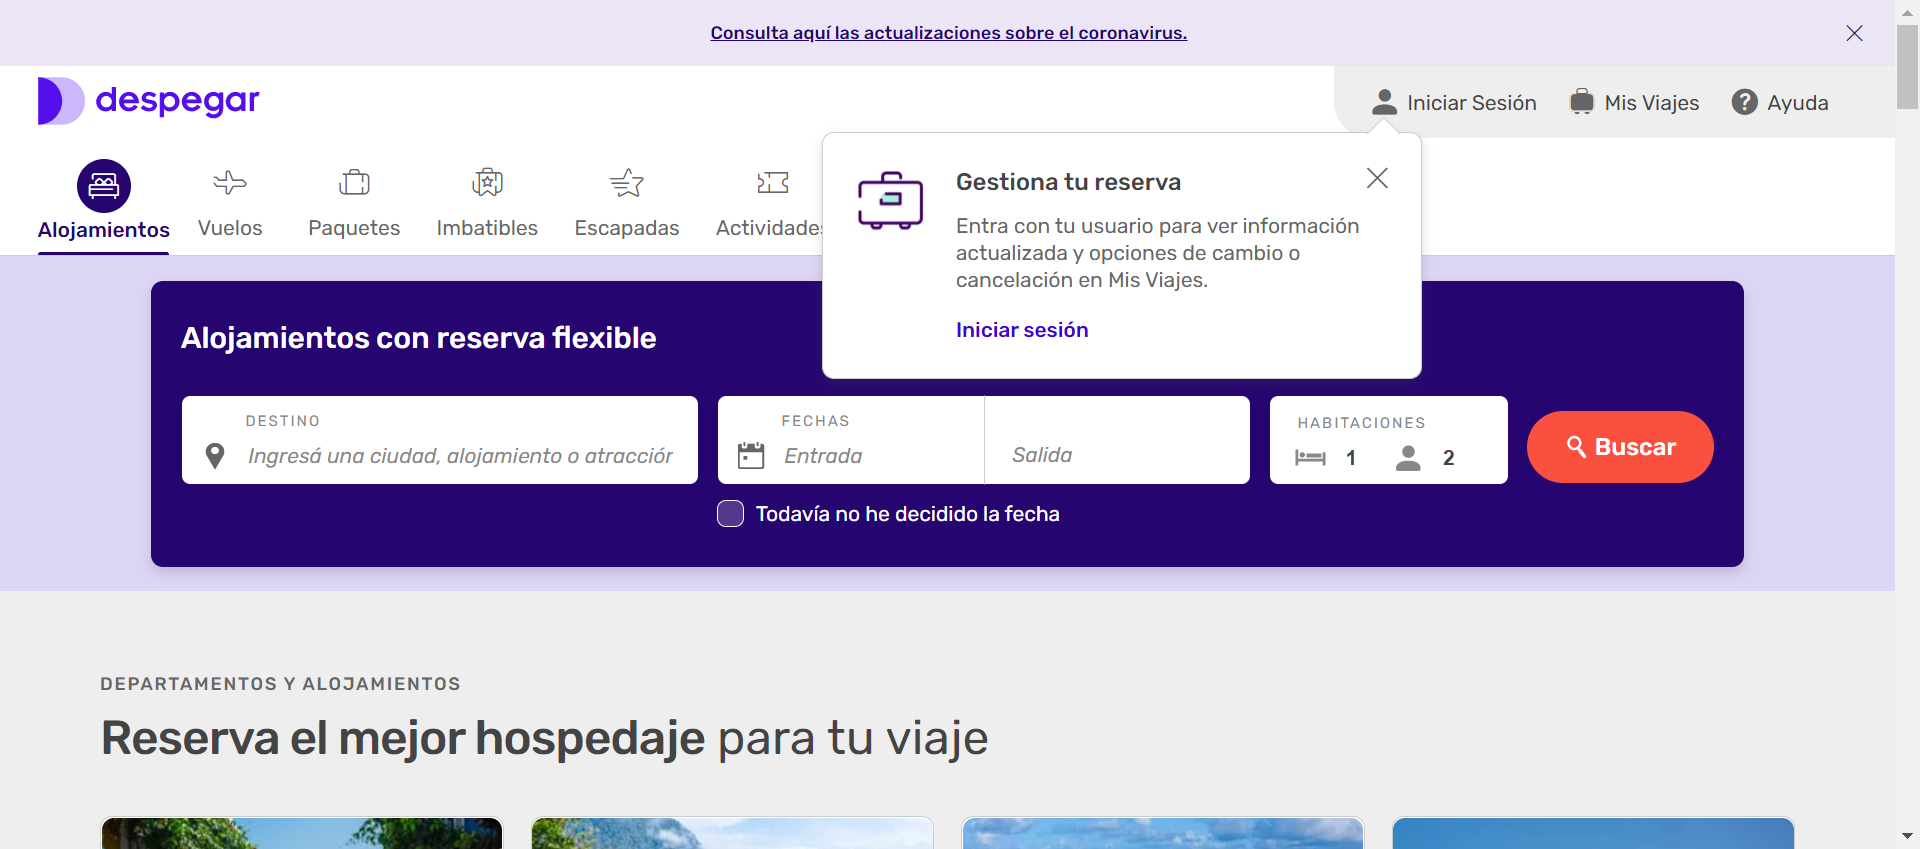 Consulta aquí las actualizaciones sobre el coronavirus.
despegar
Iniciar Sesión
Mis Viajes
Ayuda
Alojamientos
Vuelos
Paquetes
Imbatibles
Escapadas
Actividades
Gestiona tu reserva
Entra con tu usuario para ver información
actualizada y opciones de cambio o
cancelación en Mis Viajes.
Iniciar sesión
Alojamientos con reserva flexible
DESTINO
Ingresá una ciudad, alojamiento o atracción
FECHAS
Entrada
Salida
HABITACIONES
1
2
Buscar
Todavía no he decidido la fecha
DEPARTAMENTOS Y ALOJAMIENTOS
Reserva el mejor hospedaje para tu viaje